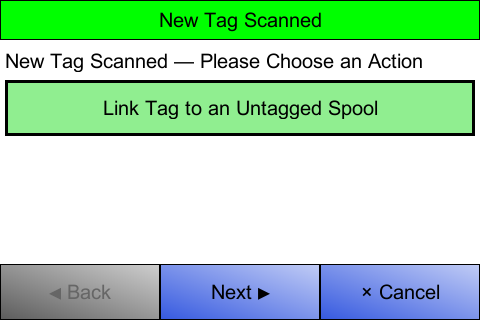 New Tag Scanned
New Tag Scanned — Please Choose an Action
Link Tag to an Untagged Spool
◀ Back
Next ▶
× Cancel